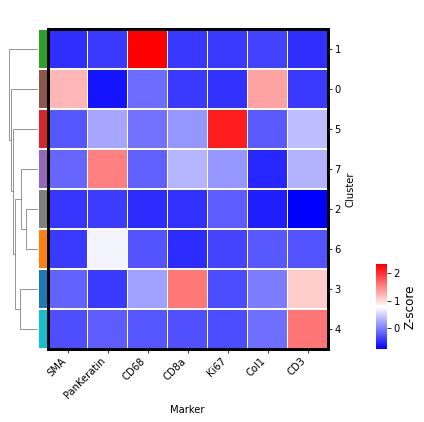 1
0
5
7
2
6
3
4
Cluster
SMA
PanKeratin
CD68
CD8a
Ki67
Col1
CD3
Marker
2
1
0
Z-score